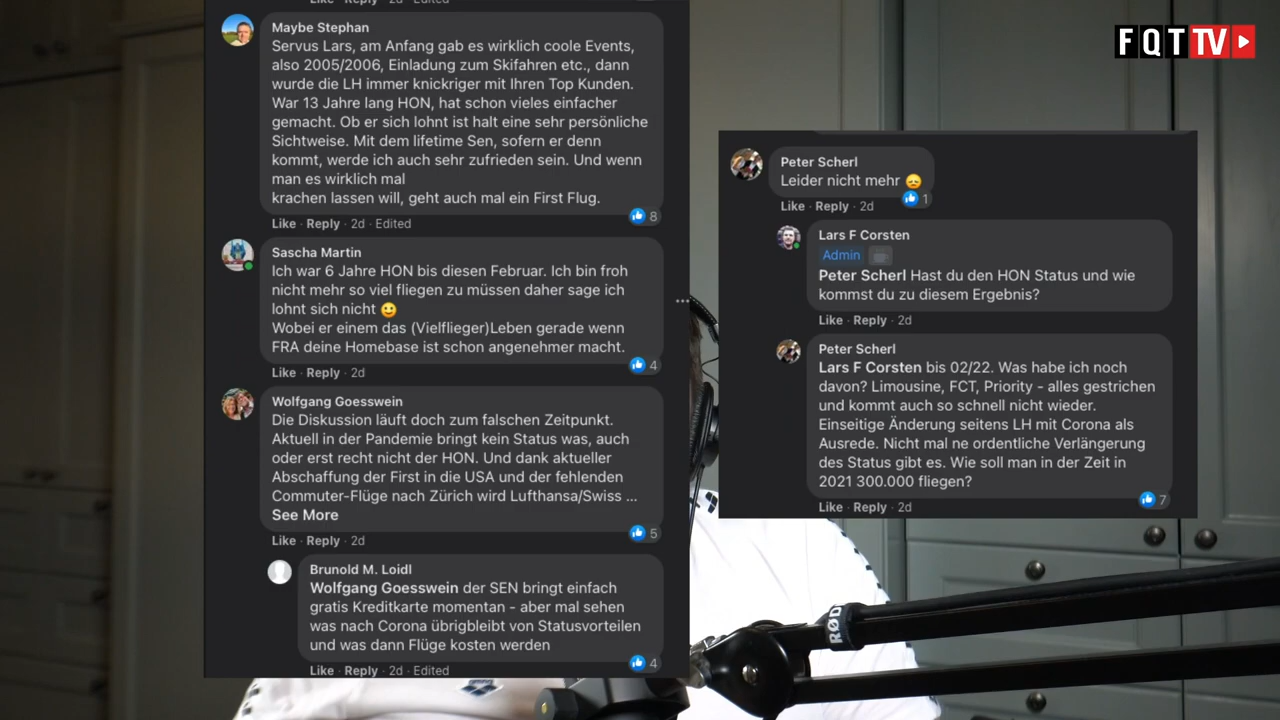 Like · Reply · 2d · Edited
Maybe Stephan
Servus Lars, am Anfang gab es wirklich coole Events,
also 2005/2006, Einladung zum Skifahren etc., dann
wurde die LH immer knickriger mit Ihren Top Kunden.
War 13 Jahre lang HON, hat schon vieles einfacher
gemacht. Ob er sich lohnt ist halt eine sehr persönliche
Sichtweise. Mit dem lifetime Sen, sofern er denn
kommt, werde ich auch sehr zufrieden sein. Und wenn
man es wirklich mal
krachen lassen will, geht auch mal ein First Flug.
8
Like · Reply · 2d · Edited
Sascha Martin
Ich war 6 Jahre HON bis diesen Februar. Ich bin froh
nicht mehr so viel fliegen zu müssen daher sage ich
lohnt sich nicht 🙂
Wobei er einem das (Vielflieger)Leben gerade wenn
FRA deine Homebase ist schon angenehmer macht.
4
Like · Reply · 2d
Wolfgang Goesswein
Die Diskussion läuft doch zum falschen Zeitpunkt.
Aktuell in der Pandemie bringt kein Status was, auch
oder erst recht nicht der HON. Und dank aktueller
Abschaffung der First in die USA und der fehlenden
Commuter-Flüge nach Zürich wird Lufthansa/Swiss ...
See More
5
Like · Reply · 2d
Brunold M. Loidl
Wolfgang Goesswein der SEN bringt einfach
gratis Kreditkarte momentan - aber mal sehen
was nach Corona übrigbleibt von Statusvorteilen
und was dann Flüge kosten werden
4
Like · Reply · 2d · Edited
FQT TV
Peter Scherl
Leider nicht mehr 😞
1
Like · Reply · 2d
Lars F Corsten
Admin
Peter Scherl Hast du den HON Status und wie
kommst du zu diesem Ergebnis?
Like · Reply · 2d
Peter Scherl
Lars F Corsten bis 02/22. Was habe ich noch
davon? Limousine, FCT, Priority - alles gestrichen
und kommt auch so schnell nicht wieder.
Einseitige Änderung seitens LH mit Corona als
Ausrede. Nicht mal ne ordentliche Verlängerung
des Status gibt es. Wie soll man in der Zeit in
2021 300.000 fliegen?
7
Like · Reply · 2d
RØD